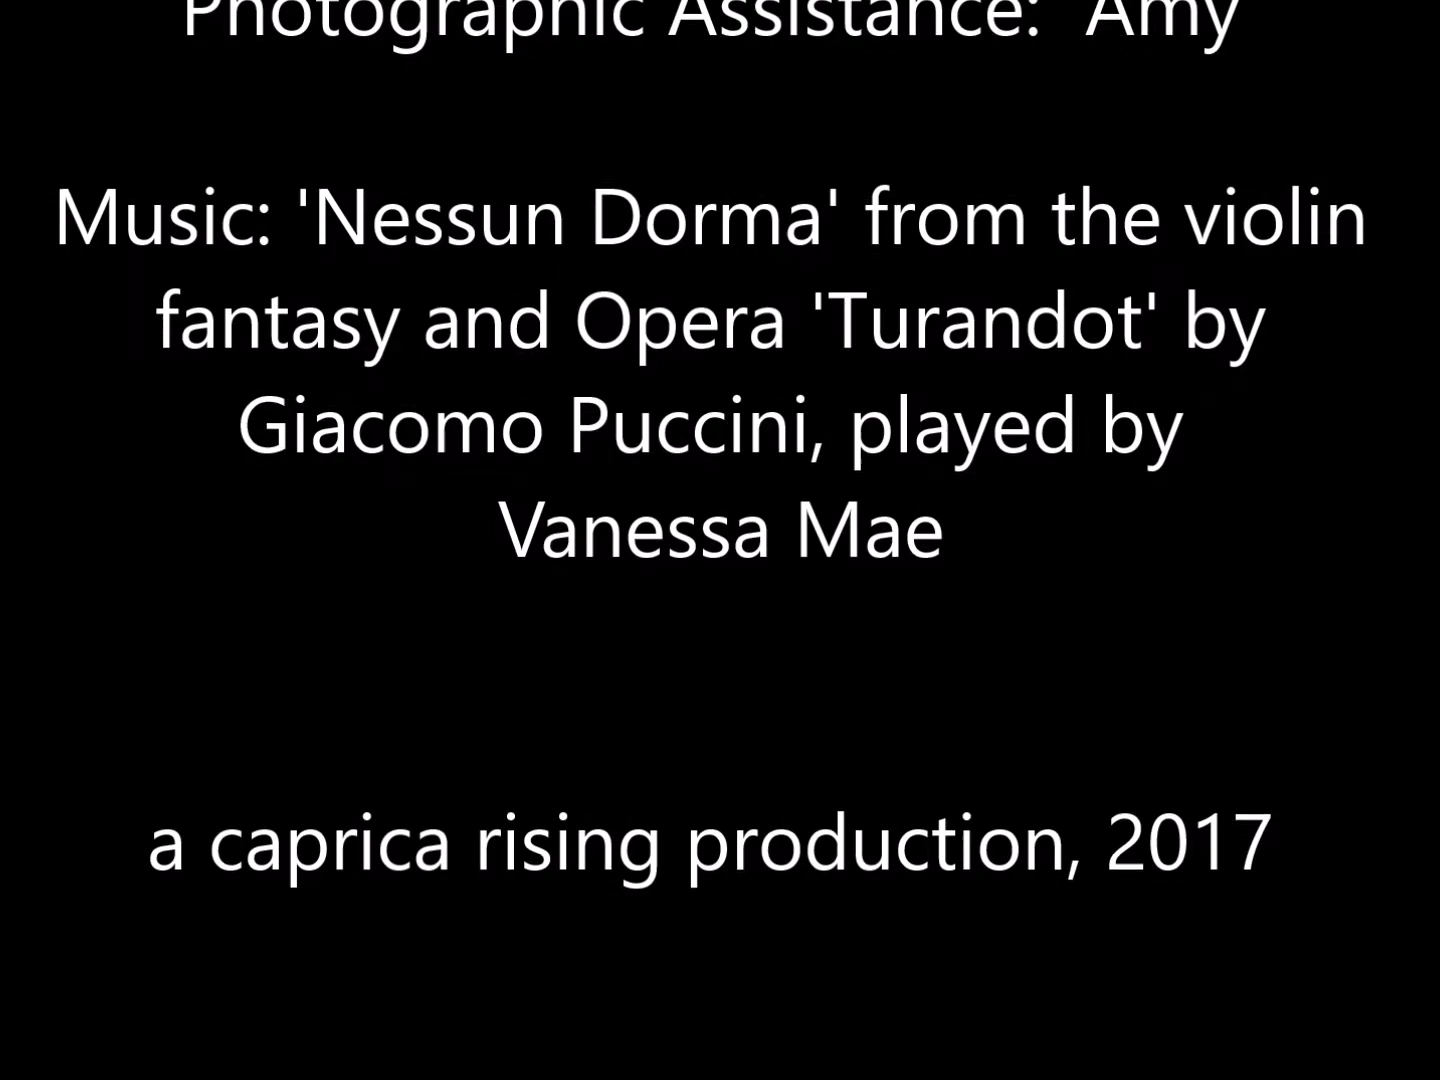 Photographic Assistance: Amy
Music: 'Nessun Dorma' from the violin
fantasy and Opera 'Turandot' by
Giacomo Puccini, played by
Vanessa Mae
a caprica rising production, 2017